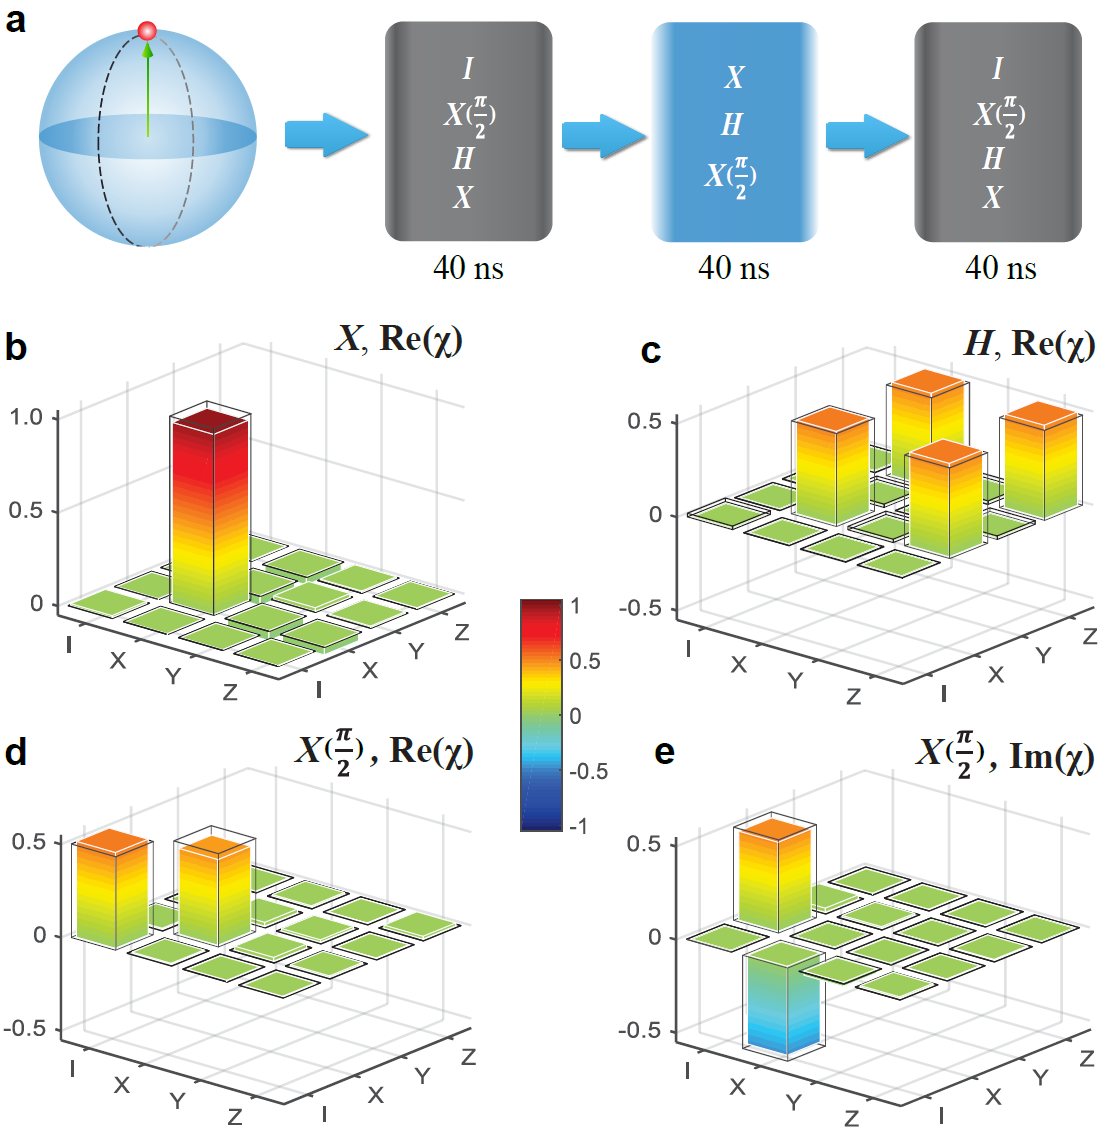 a
I
X(π/2)
H
X
40 ns
X
H
X(π/2)
40 ns
I
X(π/2)
H
X
40 ns
b
X, Re(χ)
1.0
0.5
0
I
X
Y
Z
I
X
Y
Z
c
H, Re(χ)
0.5
0
-0.5
I
X
Y
Z
I
X
Y
Z
1
0.5
0
-0.5
-1
d
X(π/2), Re(χ)
0.5
0
-0.5
I
X
Y
Z
I
X
Y
Z
e
X(π/2), Im(χ)
0.5
0
-0.5
I
X
Y
Z
I
X
Y
Z